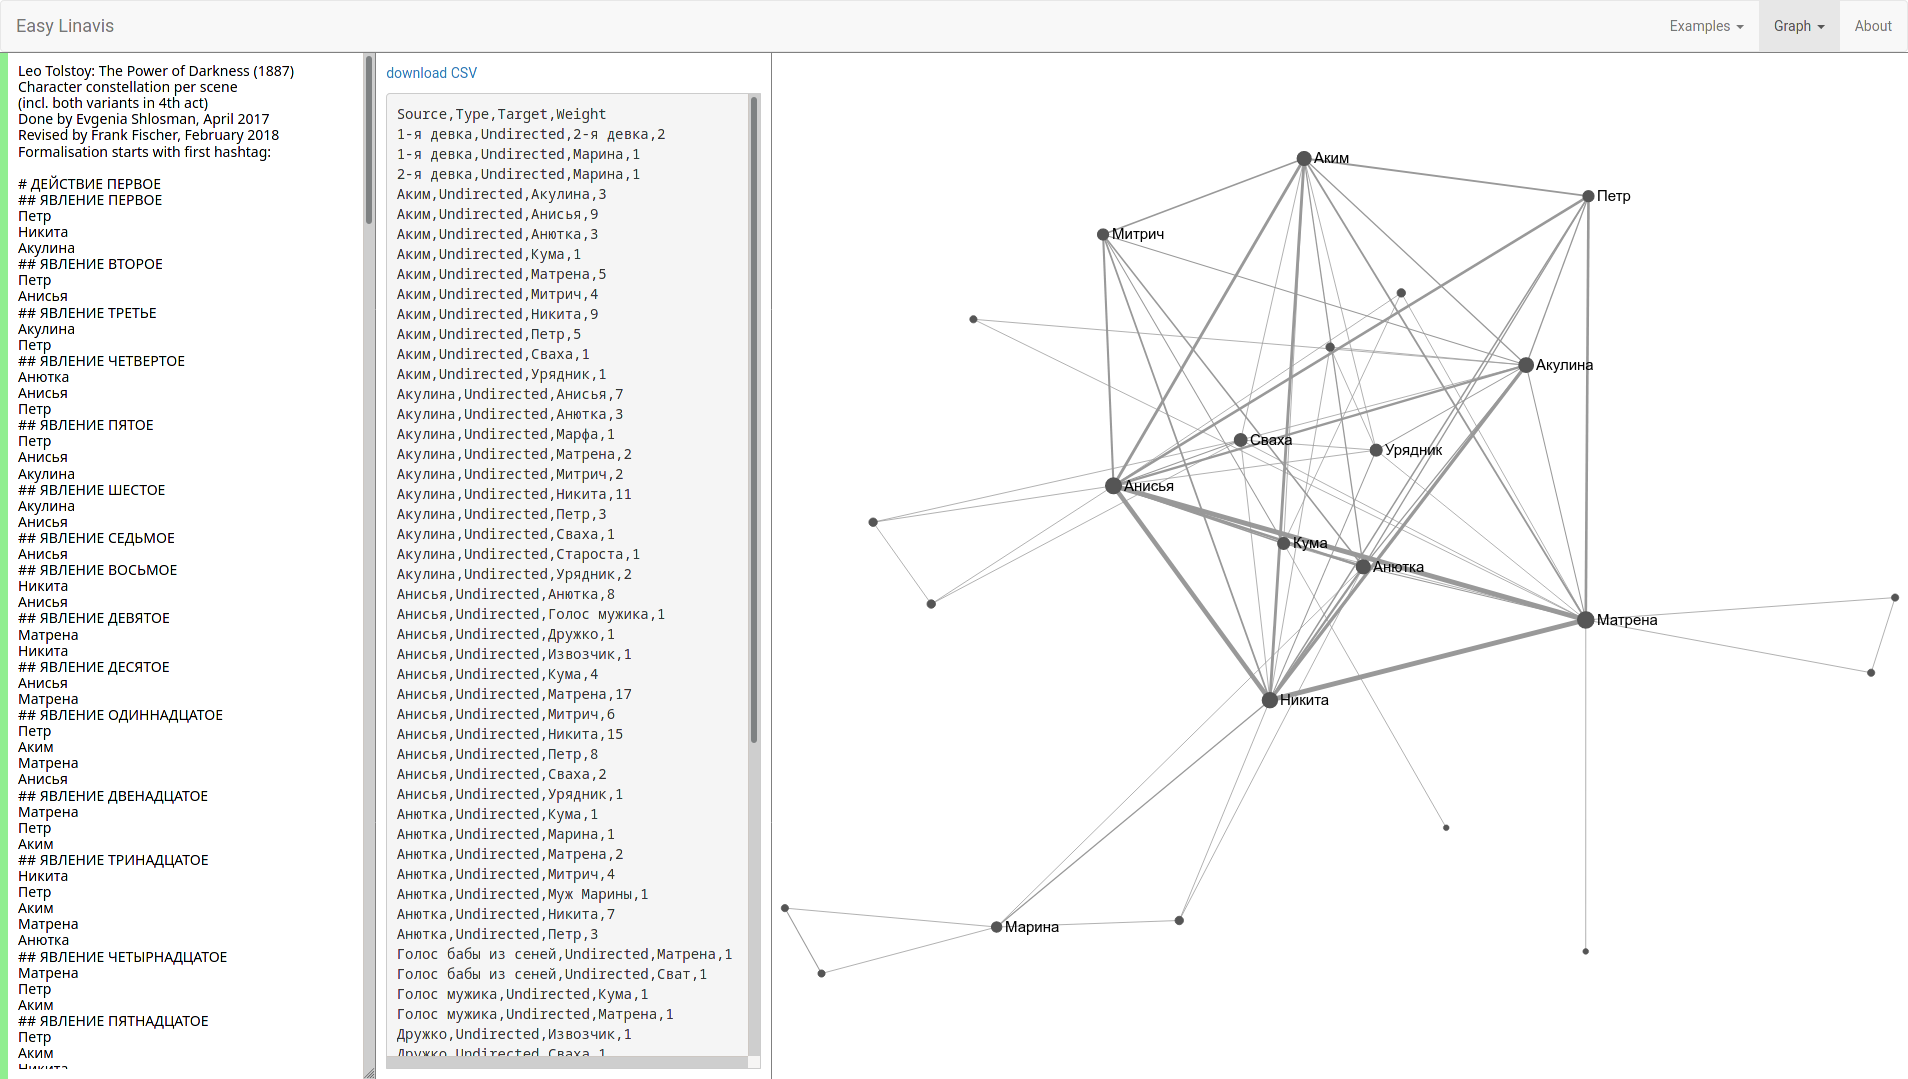 Easy Linavis
Examples
Graph
About
Leo Tolstoy: The Power of Darkness (1887)
Character constellation per scene
(incl. both variants in 4th act)
Done by Evgenia Shlosman, April 2017
Revised by Frank Fischer, February 2018
Formalisation starts with first hashtag:
# ДЕЙСТВИЕ ПЕРВОЕ
## ЯВЛЕНИЕ ПЕРВОЕ
Петр
Никита
Акулина
## ЯВЛЕНИЕ ВТОРОЕ
Петр
Анисья
## ЯВЛЕНИЕ ТРЕТЬЕ
Акулина
Петр
## ЯВЛЕНИЕ ЧЕТВЕРТОЕ
Анютка
Анисья
Петр
## ЯВЛЕНИЕ ПЯТОЕ
Петр
Анисья
Акулина
## ЯВЛЕНИЕ ШЕСТОЕ
Акулина
Анисья
## ЯВЛЕНИЕ СЕДЬМОЕ
Анисья
## ЯВЛЕНИЕ ВОСЬМОЕ
Никита
Анисья
## ЯВЛЕНИЕ ДЕВЯТОЕ
Матрена
Никита
## ЯВЛЕНИЕ ДЕСЯТОЕ
Анисья
Матрена
## ЯВЛЕНИЕ ОДИННАДЦАТОЕ
Петр
Аким
Матрена
Анисья
## ЯВЛЕНИЕ ДВЕНАДЦАТОЕ
Матрена
Петр
Аким
## ЯВЛЕНИЕ ТРИНАДЦАТОЕ
Никита
Петр
Аким
Матрена
Анютка
## ЯВЛЕНИЕ ЧЕТЫРНАДЦАТОЕ
Матрена
Петр
Аким
## ЯВЛЕНИЕ ПЯТНАДЦАТОЕ
Петр
Аким
Никита
download CSV
Source,Type,Target,Weight
1-я девка,Undirected,2-я девка,2
1-я девка,Undirected,Марина,1
2-я девка,Undirected,Марина,1
Аким,Undirected,Акулина,3
Аким,Undirected,Анисья,9
Аким,Undirected,Анютка,3
Аким,Undirected,Кума,1
Аким,Undirected,Матрена,5
Аким,Undirected,Митрич,4
Аким,Undirected,Никита,9
Аким,Undirected,Петр,5
Аким,Undirected,Сваха,1
Аким,Undirected,Урядник,1
Акулина,Undirected,Анисья,7
Акулина,Undirected,Анютка,3
Акулина,Undirected,Марфа,1
Акулина,Undirected,Матрена,2
Акулина,Undirected,Митрич,2
Акулина,Undirected,Никита,11
Акулина,Undirected,Петр,3
Акулина,Undirected,Сваха,1
Акулина,Undirected,Староста,1
Акулина,Undirected,Урядник,2
Анисья,Undirected,Анютка,8
Анисья,Undirected,Голос мужика,1
Анисья,Undirected,Дружко,1
Анисья,Undirected,Извозчик,1
Анисья,Undirected,Кума,4
Анисья,Undirected,Матрена,17
Анисья,Undirected,Митрич,6
Анисья,Undirected,Никита,15
Анисья,Undirected,Петр,8
Анисья,Undirected,Сваха,2
Анисья,Undirected,Урядник,1
Анютка,Undirected,Кума,1
Анютка,Undirected,Марина,1
Анютка,Undirected,Матрена,2
Анютка,Undirected,Митрич,4
Анютка,Undirected,Муж Марины,1
Анютка,Undirected,Никита,7
Анютка,Undirected,Петр,3
Голос бабы из сеней,Undirected,Матрена,1
Голос бабы из сеней,Undirected,Сват,1
Голос мужика,Undirected,Кума,1
Голос мужика,Undirected,Матрена,1
Дружко,Undirected,Извозчик,1
Дружко,Undirected,Сваха,1
Аким
Петр
Митрич
Акулина
Сваха
Урядник
Анисья
Кума
Анютка
Матрена
Никита
Марина